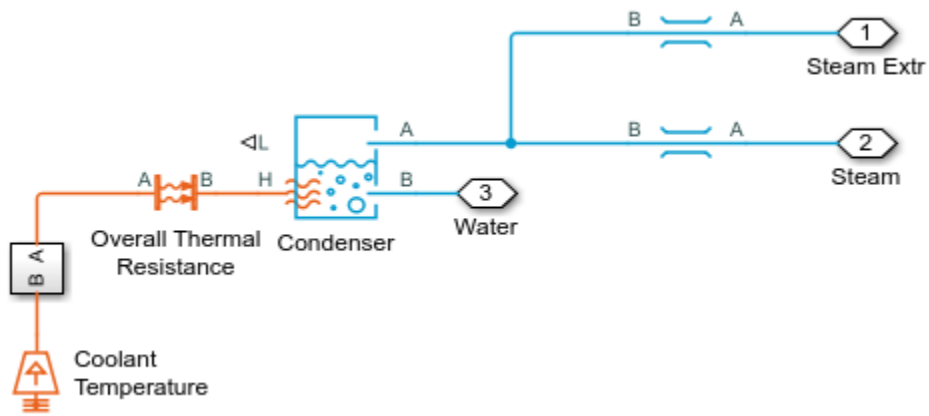 B
A
1
Steam Extr
L
A
B
A
2
Steam
A
B
H
B
3
Water
Overall Thermal
Resistance
Condenser
A
B
Coolant
Temperature